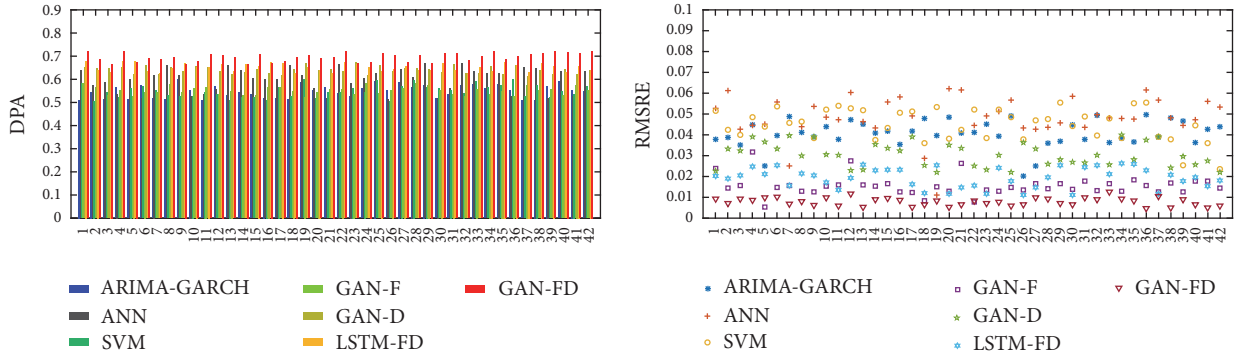 0.9
0.8
0.7
0.6
0.5
0.4
0.3
0.2
0.1
0
DPA
1 2 3 4 5 6 7 8 9 10 11 12 13 14 15 16 17 18 19 20 21 22 23 24 25 26 27 28 29 30 31 32 33 34 35 36 37 38 39 40 41 42
ARIMA-GARCH
ANN
SVM
GAN-F
GAN-D
LSTM-FD
GAN-FD
0.1
0.09
0.08
0.07
0.06
0.05
0.04
0.03
0.02
0.01
0
RMSRE
1 2 3 4 5 6 7 8 9 10 11 12 13 14 15 16 17 18 19 20 21 22 23 24 25 26 27 28 29 30 31 32 33 34 35 36 37 38 39 40 41 42
ARIMA-GARCH
ANN
SVM
GAN-F
GAN-D
LSTM-FD
GAN-FD